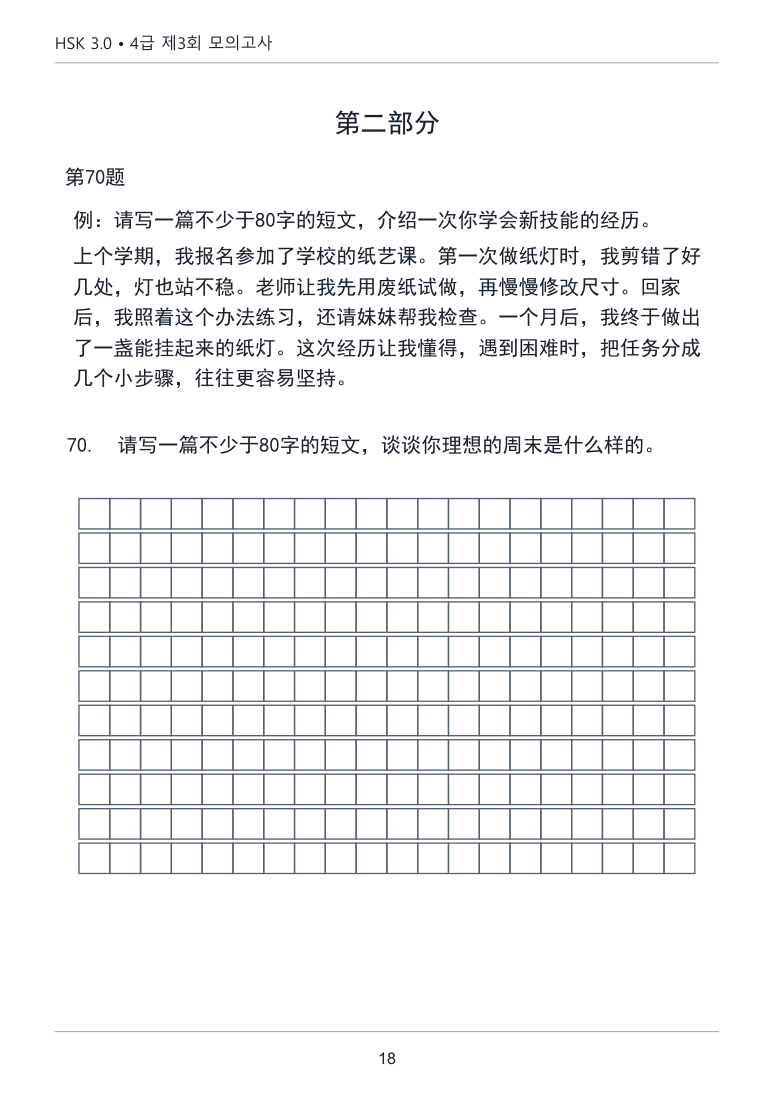 HSK 3.0 • 4급 제3회 모의고사
第二部分
第70题
例：请写一篇不少于80字的短文，介绍一次你学会新技能的经历。
上个学期，我报名参加了学校的纸艺课。第一次做纸灯时，我剪错了好
几处，灯也站不稳。老师让我先用废纸试做，再慢慢修改尺寸。回家
后，我照着这个办法练习，还请妹妹帮我检查。一个月后，我终于做出
了一盏能挂起来的纸灯。这次经历让我懂得，遇到困难时，把任务分成
几个小步骤，往往更容易坚持。
70. 请写一篇不少于80字的短文，谈谈你理想的周末是什么样的。
18